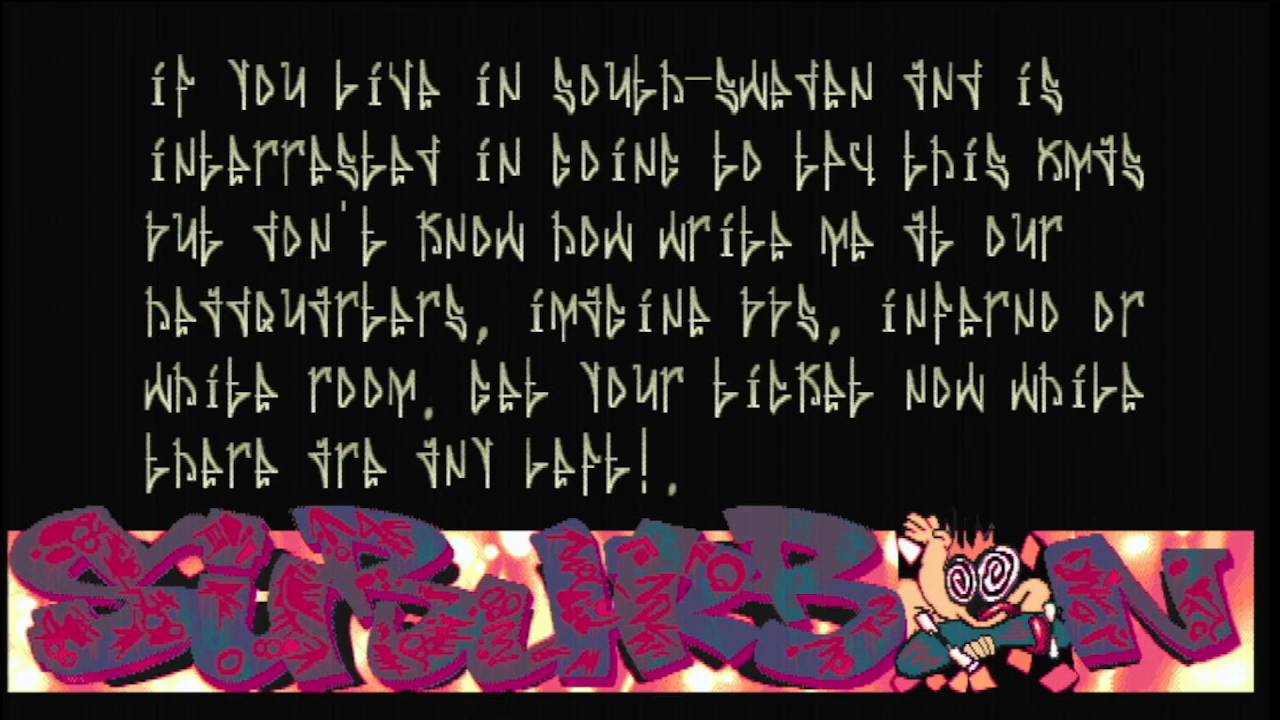 if you live in south-sweden and is
interrested in going to tp4 this xmas
but don't know how write me at our
headquarters, imagine bbs, inferno or
white room. get your ticket now while
there are any left!.
SUBURBAN